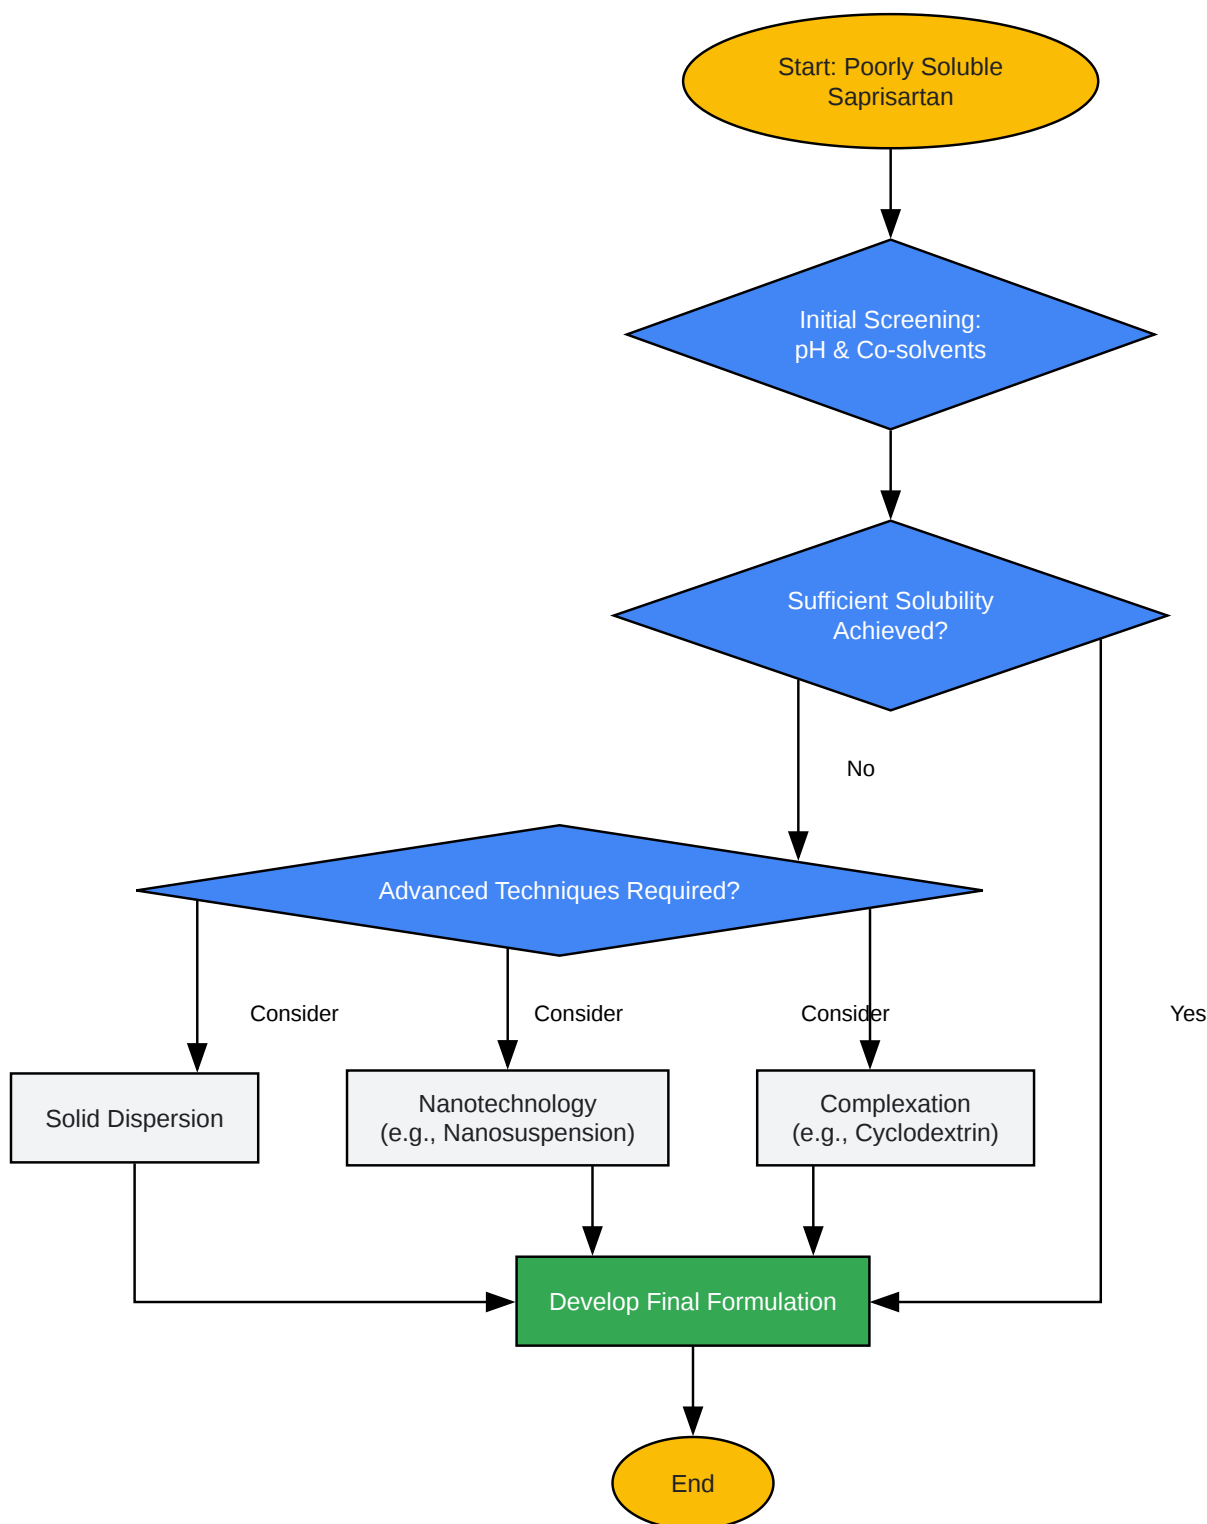 Start: Poorly Soluble
Saprisartan
Initial Screening:
pH & Co-solvents
Sufficient Solubility
Achieved?
No
Advanced Techniques Required?
Consider
Consider
Consider
Yes
Solid Dispersion
Nanotechnology
(e.g., Nanosuspension)
Complexation
(e.g., Cyclodextrin)
Develop Final Formulation
End